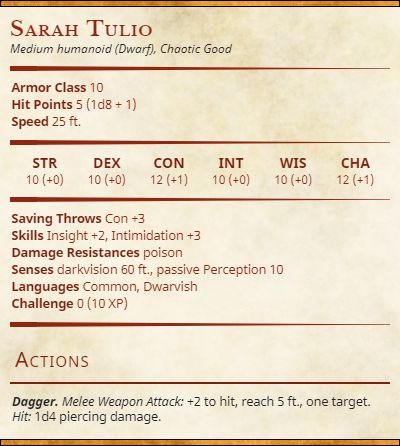 Sarah Tulio
Medium humanoid (Dwarf), Chaotic Good
Armor Class 10
Hit Points 5 (1d8 + 1)
Speed 25 ft.
STR DEX CON INT WIS CHA
10 (+0) 10 (+0) 12 (+1) 10 (+0) 10 (+0) 12 (+1)
Saving Throws Con +3
Skills Insight +2, Intimidation +3
Damage Resistances poison
Senses darkvision 60 ft., passive Perception 10
Languages Common, Dwarvish
Challenge 0 (10 XP)
Actions
Dagger. Melee Weapon Attack: +2 to hit, reach 5 ft., one target.
Hit: 1d4 piercing damage.